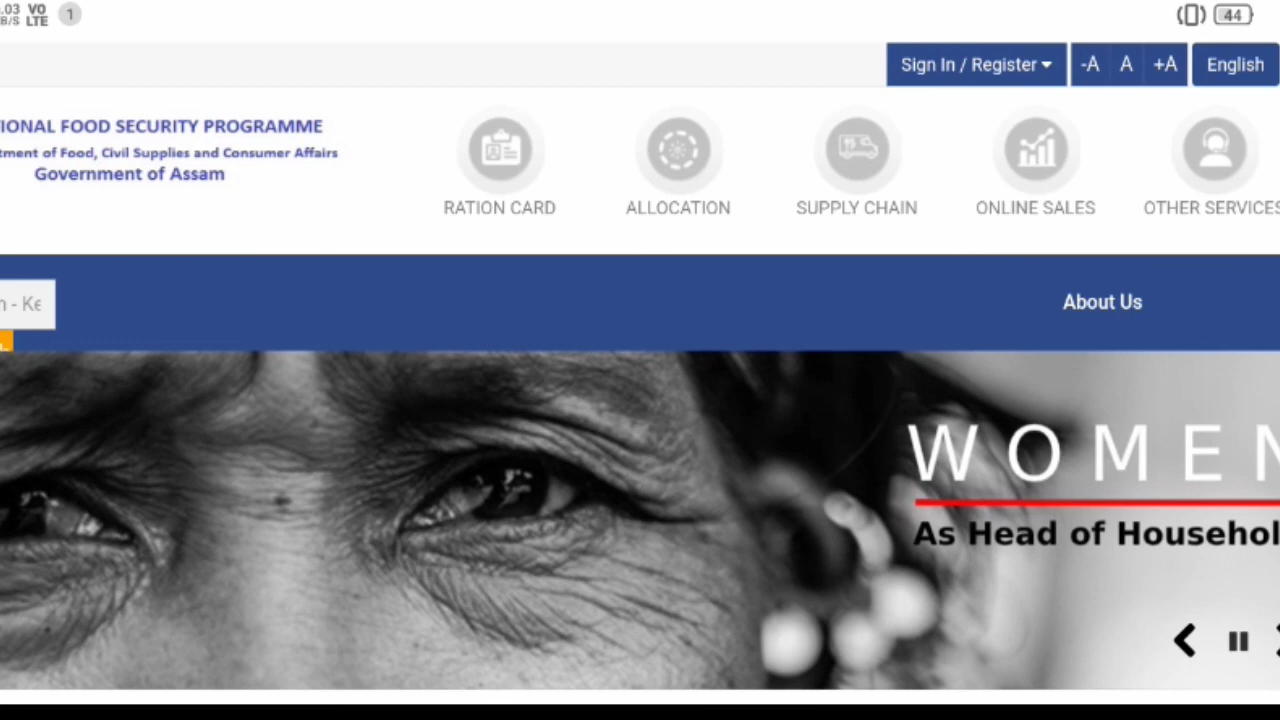 .03 VO 1 44
B/S LTE
Sign In / Register -A A +A English
IONAL FOOD SECURITY PROGRAMME
tment of Food, Civil Supplies and Consumer Affairs
Government of Assam
RATION CARD ALLOCATION SUPPLY CHAIN ONLINE SALES OTHER SERVICES
n - Ke
About Us
WOMEN
As Head of Househol